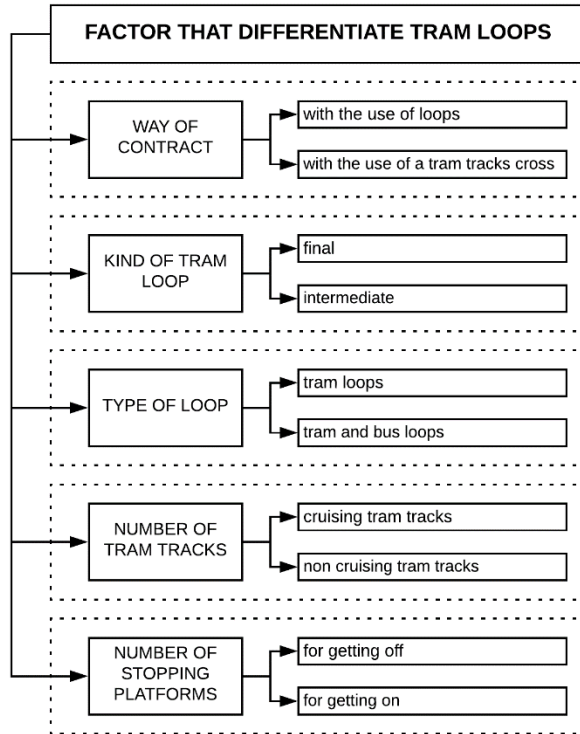 FACTOR THAT DIFFERENTIATE TRAM LOOPS
WAY OF
CONTRACT
with the use of loops
with the use of a tram tracks cross
KIND OF TRAM
LOOP
final
intermediate
TYPE OF LOOP
tram loops
tram and bus loops
NUMBER OF
TRAM TRACKS
cruising tram tracks
non cruising tram tracks
NUMBER OF
STOPPING
PLATFORMS
for getting off
for getting on